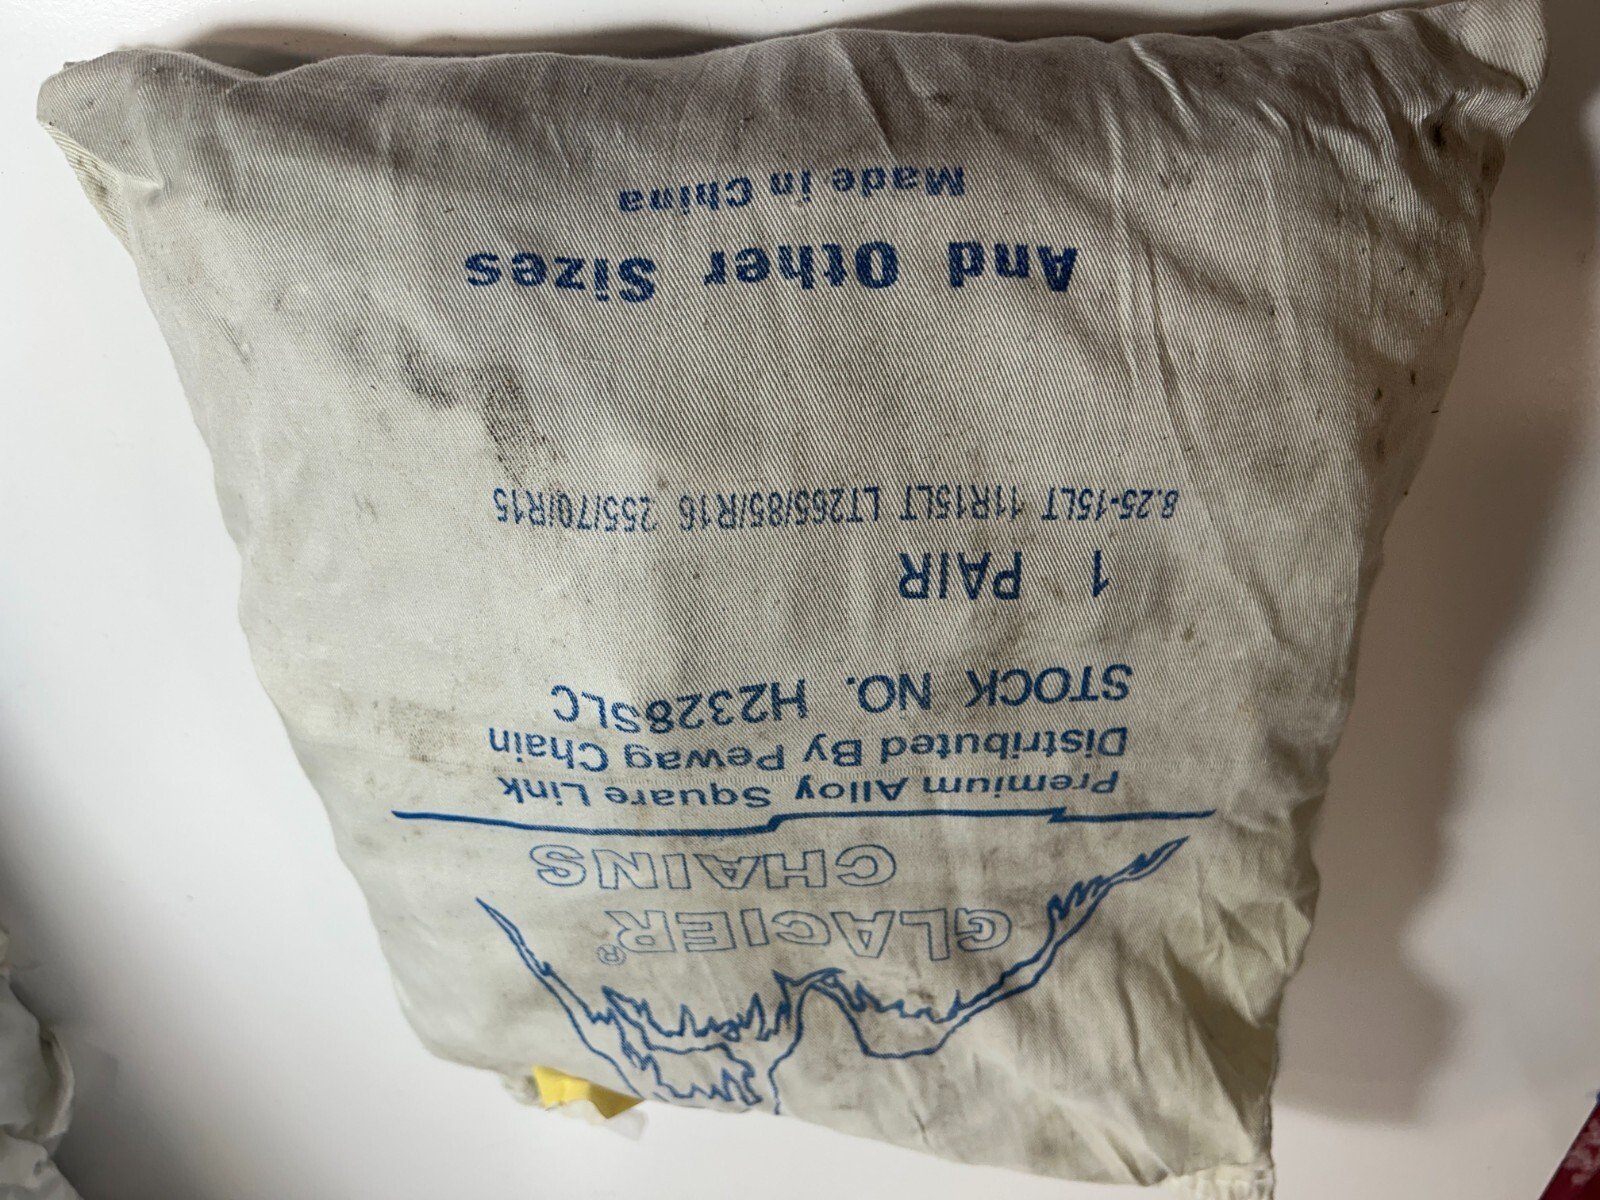 GLACIER®
CHAINS
Premium Alloy Square Link
Distributed By Pewag Chain
STOCK NO. H2328SLC
1 PAIR
8.25-15LT 11R15LT LT265/85/R16 255/70/R15
And Other Sizes
Made in China